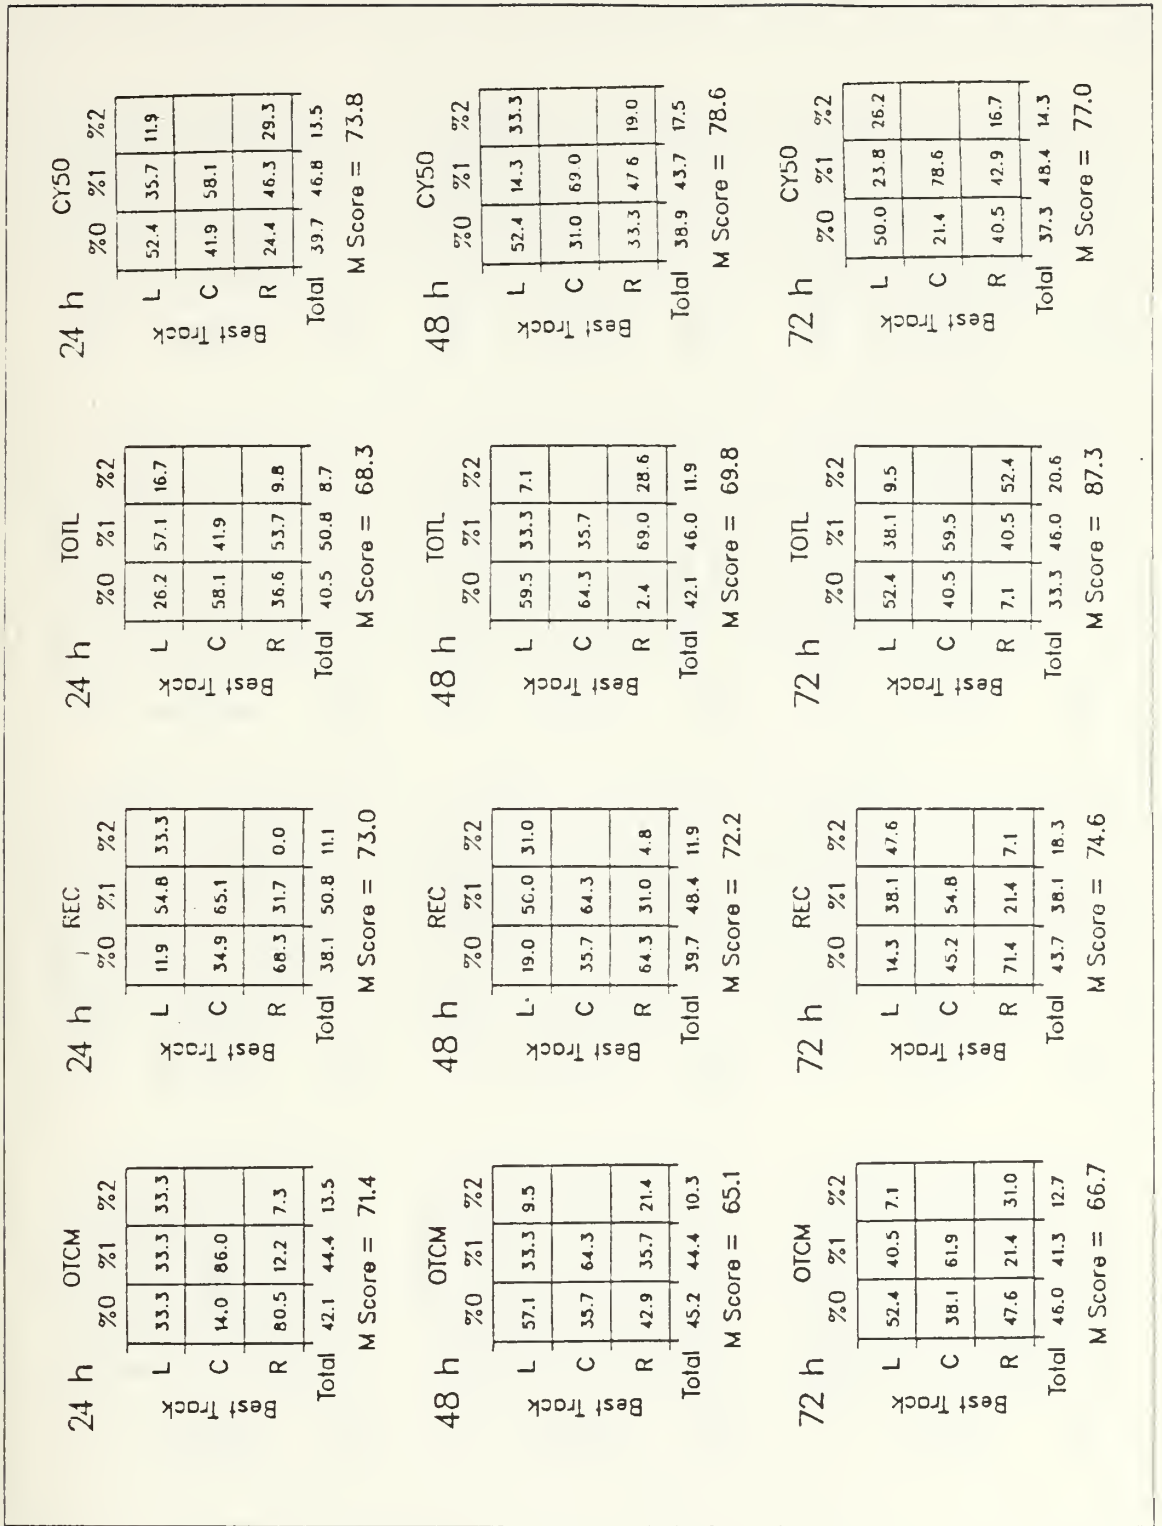 24 h OTCM
%0 %1 %2
Best Track
L 33.3 33.3 33.3
C 14.0 86.0
R 80.5 12.2 7.3
Total 42.1 44.4 13.5
M Score = 71.4
24 h REC
%0 %1 %2
Best Track
L 11.9 54.8 33.3
C 34.9 65.1
R 68.3 31.7 0.0
Total 38.1 50.8 11.1
M Score = 73.0
24 h TOTL
%0 %1 %2
Best Track
L 26.2 57.1 16.7
C 58.1 41.9
R 36.6 53.7 9.8
Total 40.5 50.8 8.7
M Score = 68.3
24 h CY50
%0 %1 %2
Best Track
L 52.4 35.7 11.9
C 41.9 58.1
R 24.4 46.3 29.3
Total 39.7 46.8 13.5
M Score = 73.8
48 h OTCM
%0 %1 %2
Best Track
L 57.1 33.3 9.5
C 35.7 64.3
R 42.9 35.7 21.4
Total 45.2 44.4 10.3
M Score = 65.1
48 h REC
%0 %1 %2
Best Track
L 19.0 50.0 31.0
C 35.7 64.3
R 64.3 31.0 4.8
Total 39.7 48.4 11.9
M Score = 72.2
48 h TOTL
%0 %1 %2
Best Track
L 59.5 33.3 7.1
C 64.3 35.7
R 2.4 69.0 28.6
Total 42.1 46.0 11.9
M Score = 69.8
48 h CY50
%0 %1 %2
Best Track
L 52.4 14.3 33.3
C 31.0 69.0
R 33.3 47.6 19.0
Total 38.9 43.7 17.5
M Score = 78.6
72 h OTCM
%0 %1 %2
Best Track
L 52.4 40.5 7.1
C 38.1 61.9
R 47.6 21.4 31.0
Total 46.0 41.3 12.7
M Score = 66.7
72 h REC
%0 %1 %2
Best Track
L 14.3 38.1 47.6
C 45.2 54.8
R 71.4 21.4 7.1
Total 43.7 38.1 18.3
M Score = 74.6
72 h TOTL
%0 %1 %2
Best Track
L 52.4 38.1 9.5
C 40.5 59.5
R 7.1 40.5 52.4
Total 33.3 46.0 20.6
M Score = 87.3
72 h CY50
%0 %1 %2
Best Track
L 50.0 23.8 26.2
C 21.4 78.6
R 40.5 42.9 16.7
Total 37.3 48.4 14.3
M Score = 77.0